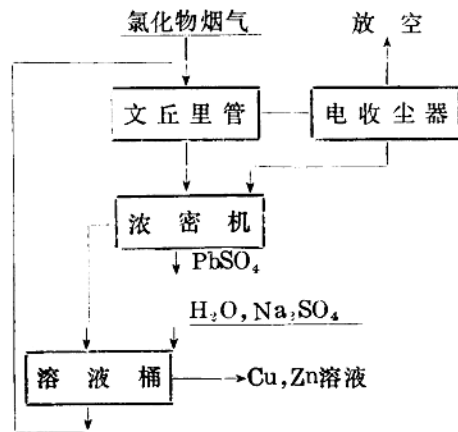 氯化物烟气
放空
文丘里管
电收尘器
浓密机
PbSO₄
H₂O,Na₂SO₄
溶液桶
Cu,Zn溶液